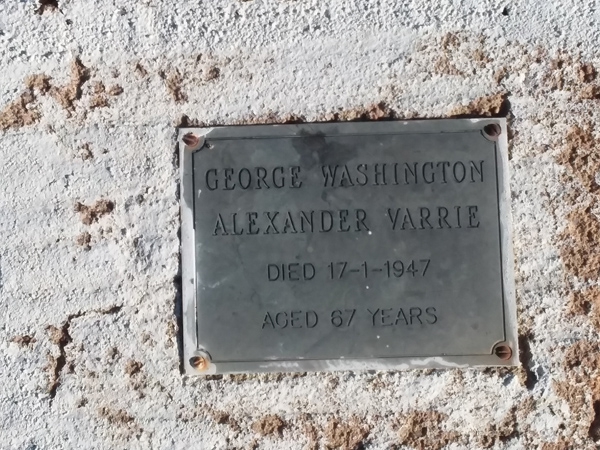 GEORGE WASHINGTON
ALEXANDER VARRIE
DIED 17-1-1947
AGED 67 YEARS